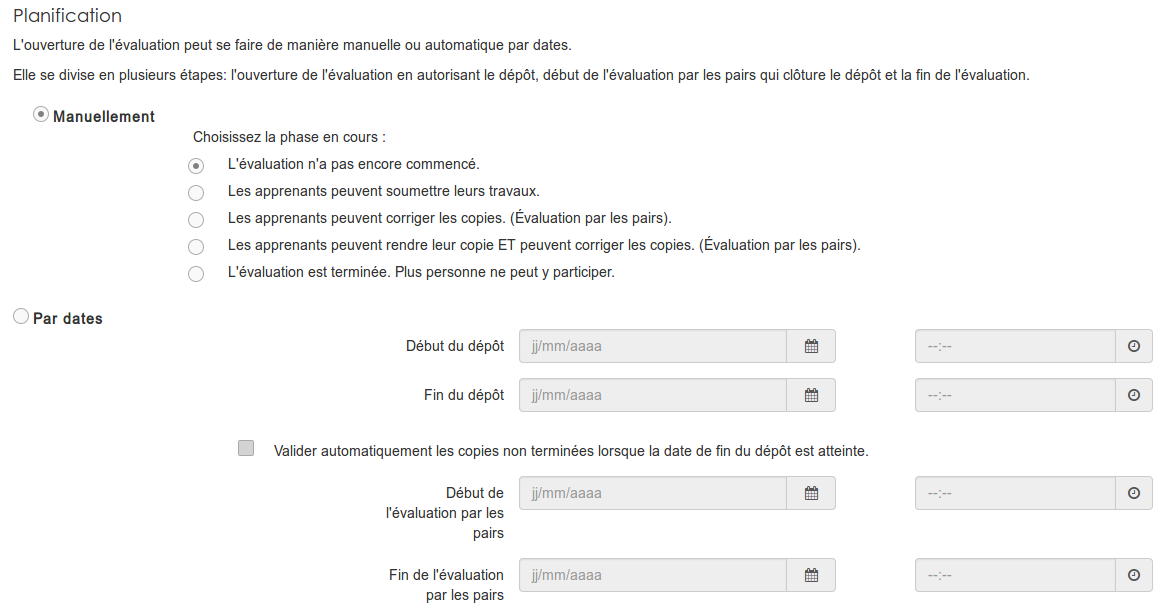 Planification
L'ouverture de l'évaluation peut se faire de manière manuelle ou automatique par dates.
Elle se divise en plusieurs étapes: l'ouverture de l'évaluation en autorisant le dépôt, début de l'évaluation par les pairs qui clôture le dépôt et la fin de l'évaluation.
Manuellement
Choisissez la phase en cours :
L'évaluation n'a pas encore commencé.
Les apprenants peuvent soumettre leurs travaux.
Les apprenants peuvent corriger les copies. (Évaluation par les pairs).
Les apprenants peuvent rendre leur copie ET peuvent corriger les copies. (Évaluation par les pairs).
L'évaluation est terminée. Plus personne ne peut y participer.
Par dates
Début du dépôt jj/mm/aaaa --:--
Fin du dépôt jj/mm/aaaa --:--
Valider automatiquement les copies non terminées lorsque la date de fin du dépôt est atteinte.
Début de jj/mm/aaaa --:--
l'évaluation par les
pairs
Fin de l'évaluation jj/mm/aaaa --:--
par les pairs